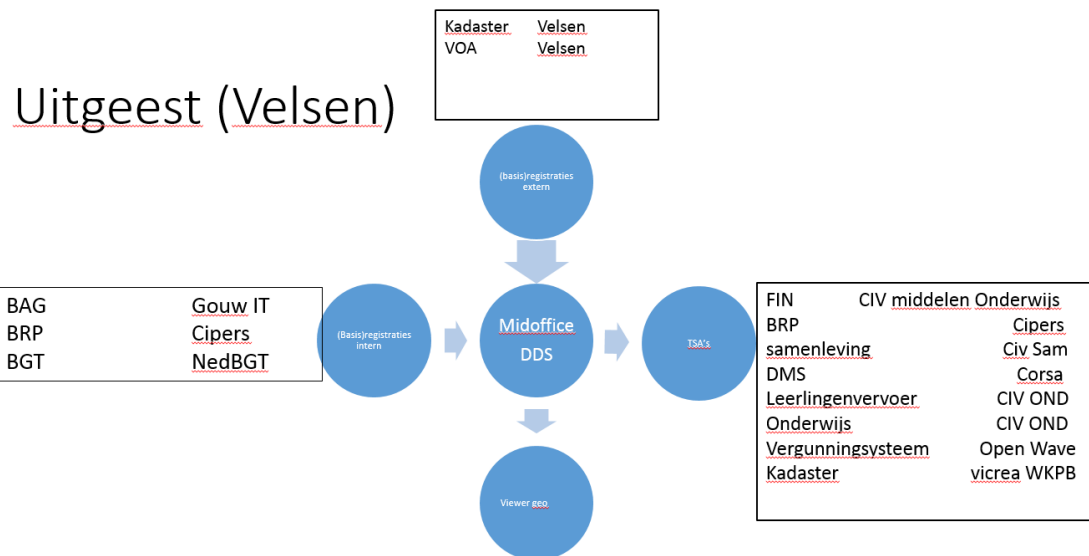 Kadaster Velsen
VOA Velsen
Uitgeest (Velsen)
(basis)registraties
extern
BAG Gouw IT
BRP Cipers
BGT NedBGT
(Basis)registraties
intern
Midoffice
DDS
TSA's
FIN CIV middelen Onderwijs
BRP Cipers
samenleving Civ Sam
DMS Corsa
Leerlingenvervoer CIV OND
Onderwijs CIV OND
Vergunningsysteem Open Wave
Kadaster vicrea WKPB
Viewer geo